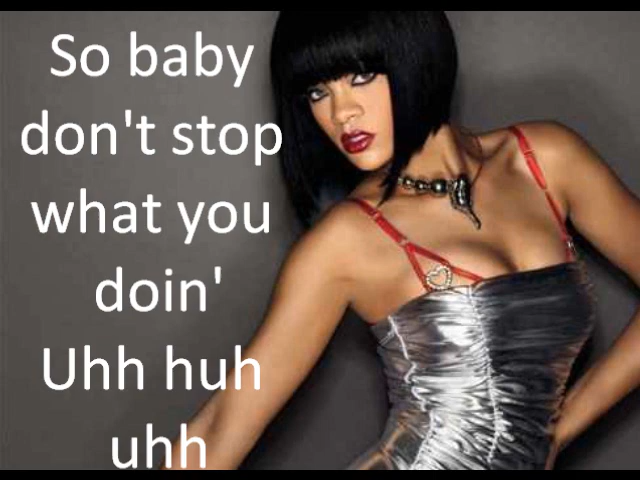 So baby
don't stop
what you
doin'
Uhh huh
uhh